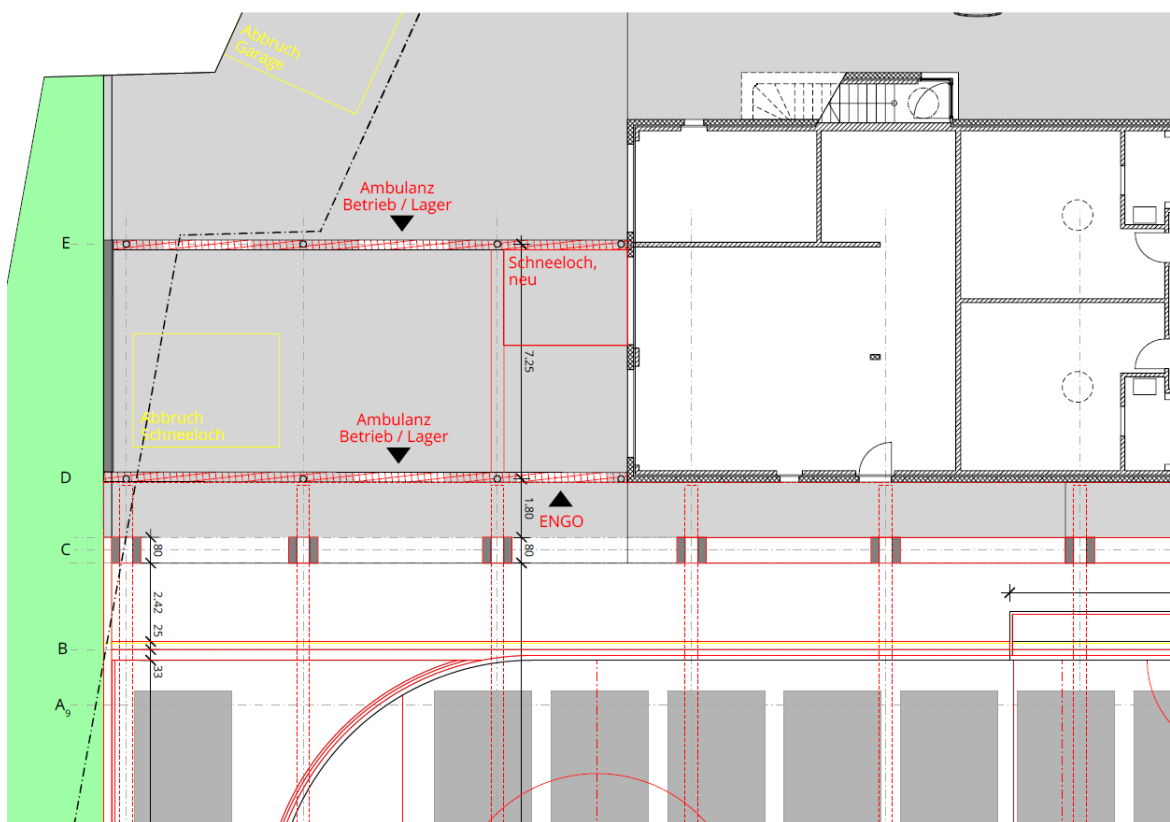 Abbruch
Garage
Ambulanz
Betrieb / Lager
E
Schneeloch,
neu
7.25
Abbruch
Schneeloch
Ambulanz
Betrieb / Lager
D
1.80
ENGO
C
80
80
2.42
25
B
33
A9